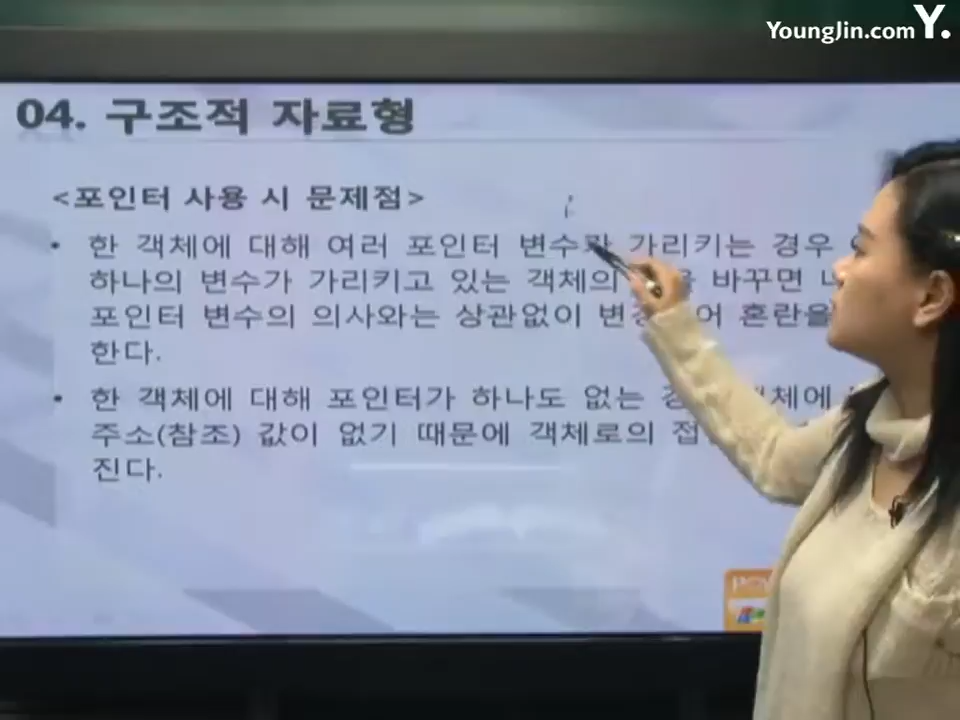 YoungJin.com Y.
04. 구조적 자료형
<포인터 사용 시 문제점>
• 한 객체에 대해 여러 포인터 변수가 가리키는 경우
하나의 변수가 가리키고 있는 객체의 바꾸면
포인터 변수의 의사와는 상관없이 혼란을
한다.
• 한 객체에 대해 포인터가 하나도 없는
주소(참조) 값이 없기 때문에 객체로의
진다.